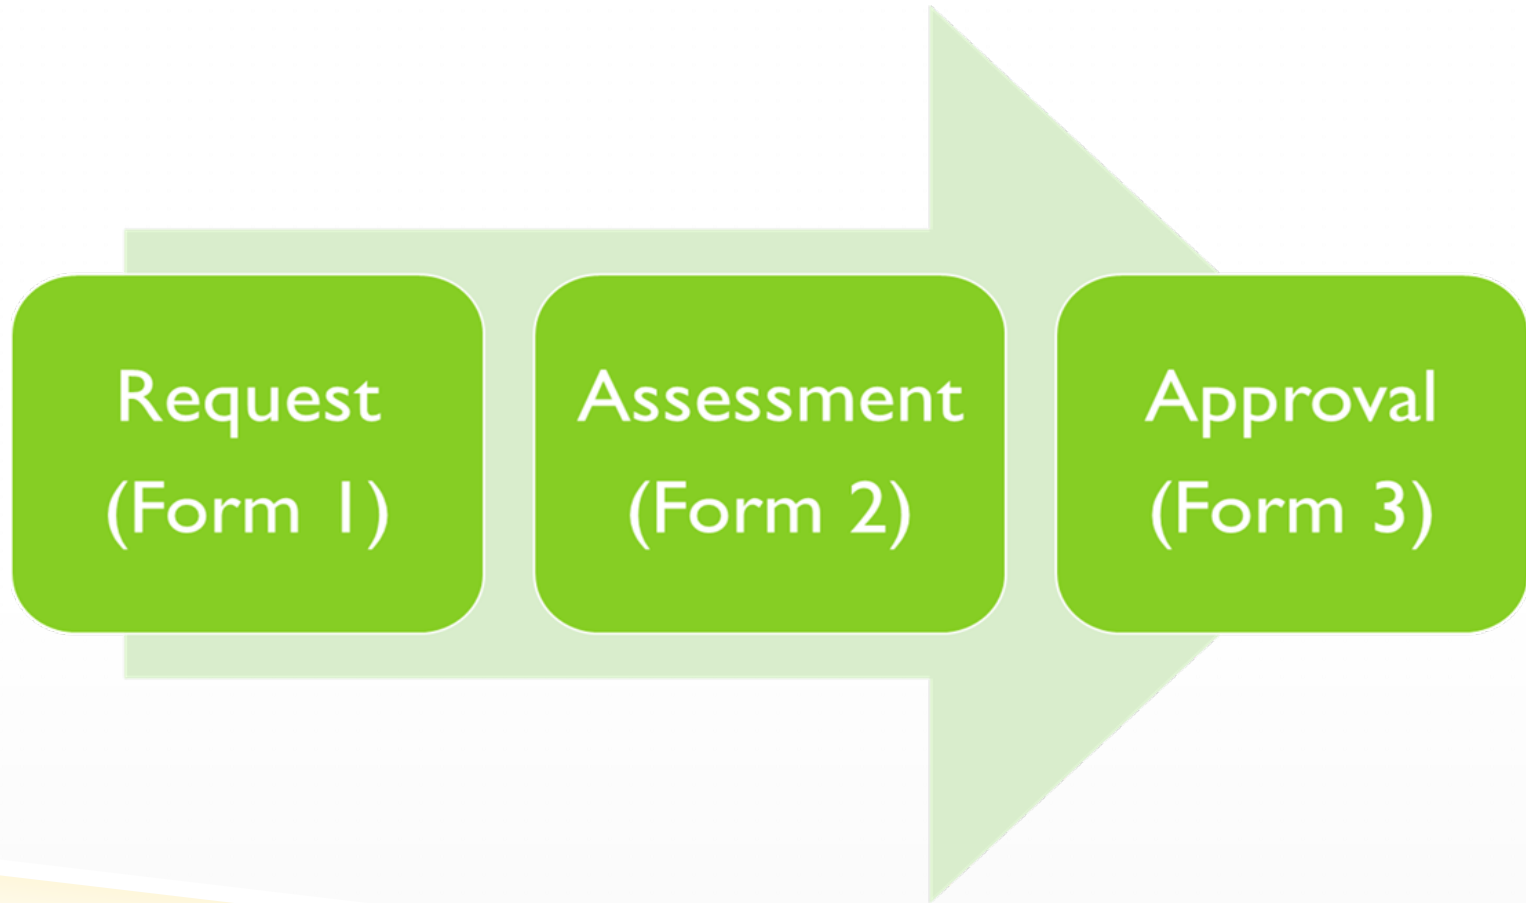 Request
(Form 1)
Assessment
(Form 2)
Approval
(Form 3)